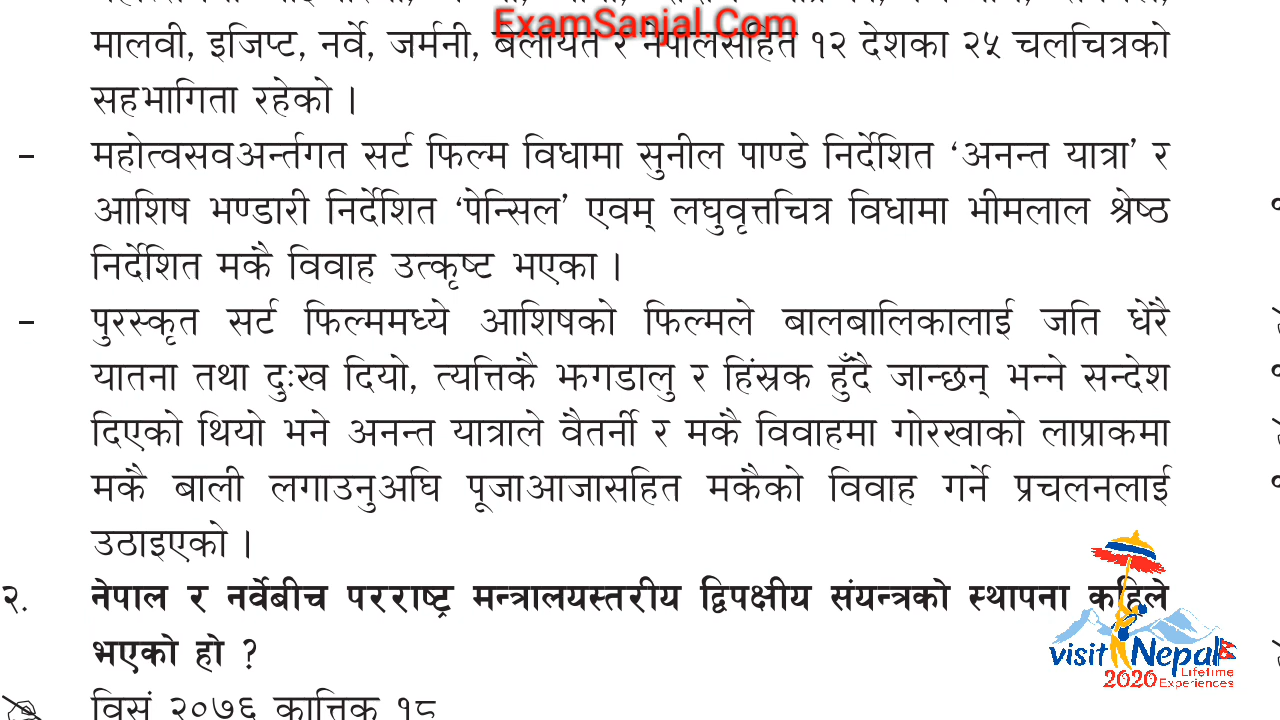 ExamSanjal.Com
मालवी, इजिप्ट, नर्वे, जर्मनी, बेलायत र नेपालसहित १२ देशका २५ चलचित्रको
सहभागिता रहेको ।
– महोत्वसवअर्न्तगत सर्ट फिल्म विधामा सुनील पाण्डे निर्देशित ‘अनन्त यात्रा’ र
आशिष भण्डारी निर्देशित ‘पेन्सिल’ एवम् लघुवृत्तचित्र विधामा भीमलाल श्रेष्ठ
निर्देशित मकै विवाह उत्कृष्ट भएका ।
– पुरस्कृत सर्ट फिल्ममध्ये आशिषको फिल्मले बालबालिकालाई जति धेरै
यातना तथा दुःख दियो, त्यत्तिकै झगडालु र हिंस्रक हुँदै जान्छन् भन्ने सन्देश
दिएको थियो भने अनन्त यात्राले वैतर्नी र मकै विवाहमा गोरखाको लाप्राकमा
मकै बाली लगाउनुअघि पूजाआजासहित मकैको विवाह गर्ने प्रचलनलाई
उठाइएको ।
२. नेपाल र नर्वेबीच परराष्ट्र मन्त्रालयस्तरीय द्विपक्षीय संयन्त्रको स्थापना कहिले
भएको हो ?
विसं २०७६ कात्तिक १८
visit Nepal
Lifetime
2020 Experiences